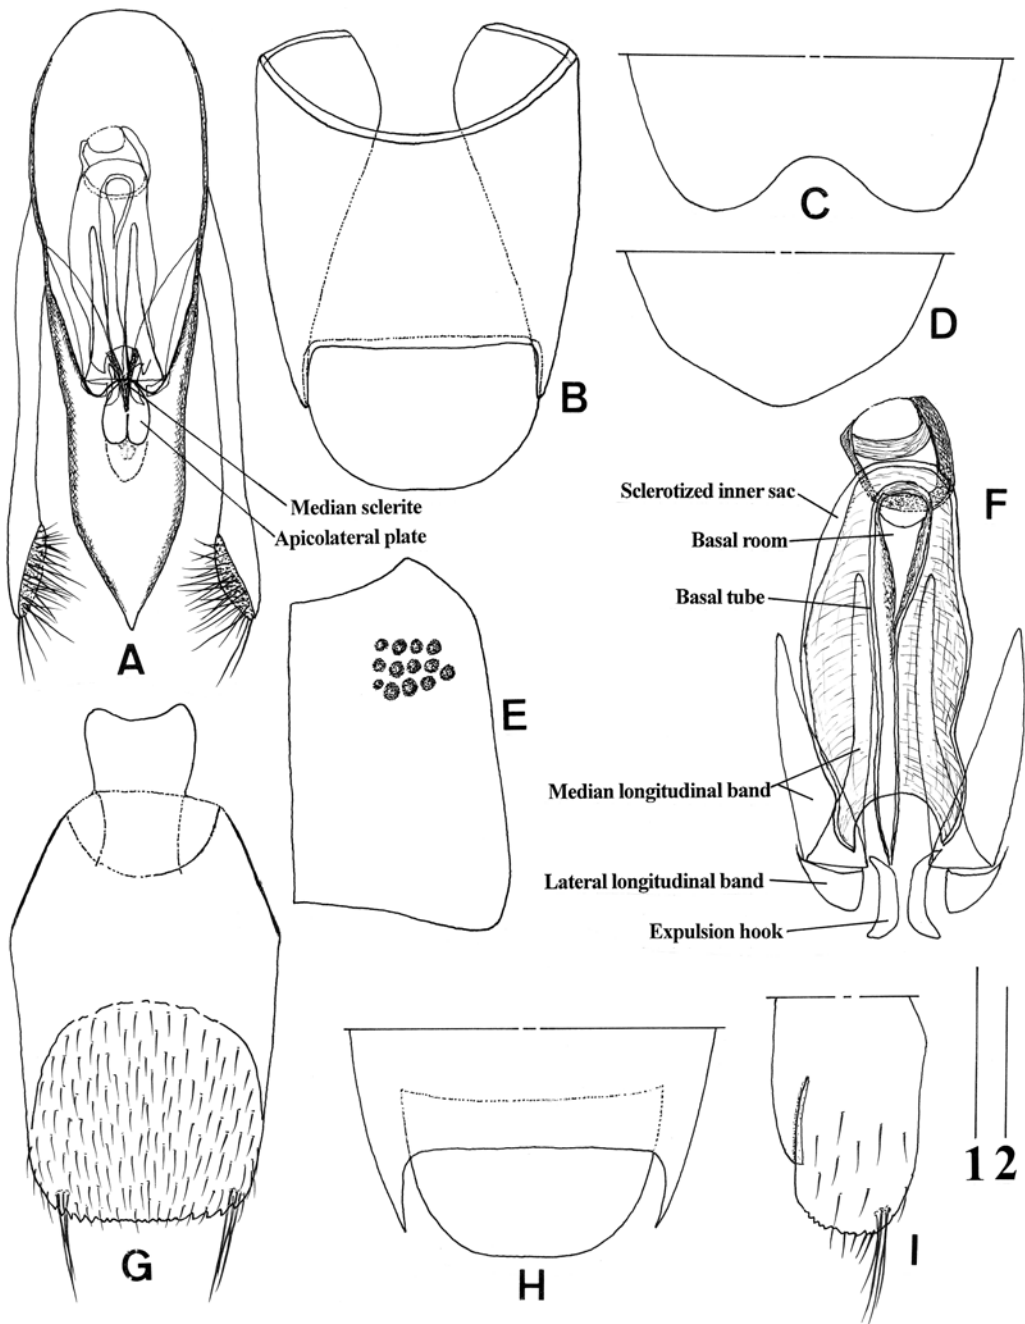 C
D
B
Median sclerite
Apicolateral plate
A
Sclerotized inner sac
F
Basal room
Basal tube
E
Median longitudinal band
Lateral longitudinal band
Expulsion hook
1 2
G
H
I